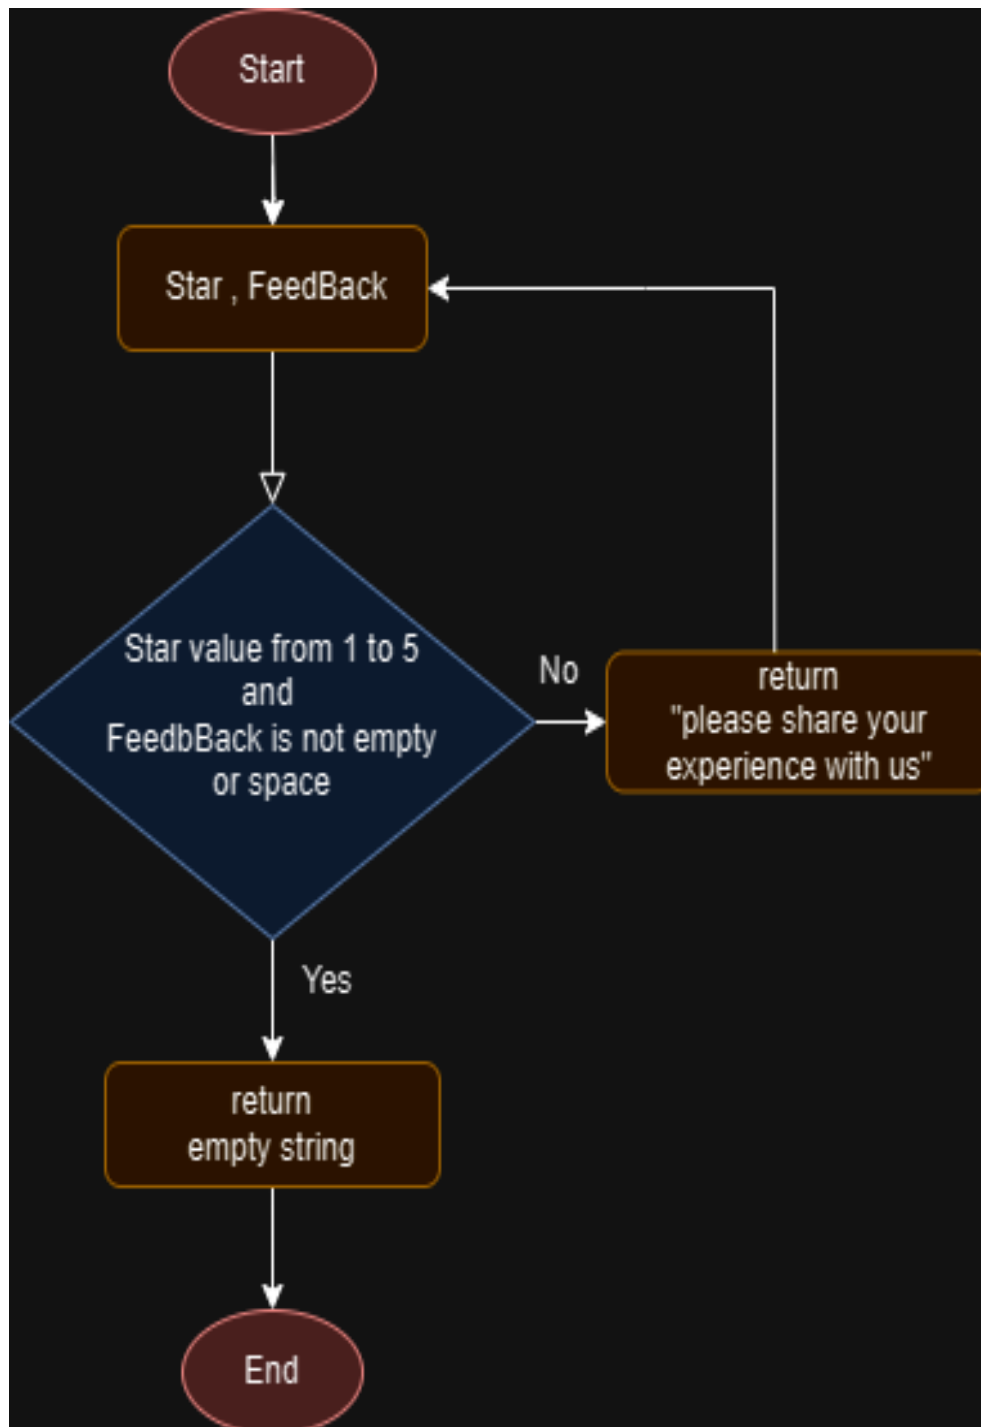 Start
Star , FeedBack
Star value from 1 to 5
and
FeedbBack is not empty
or space
No
return
"please share your
experience with us"
Yes
return
empty string
End